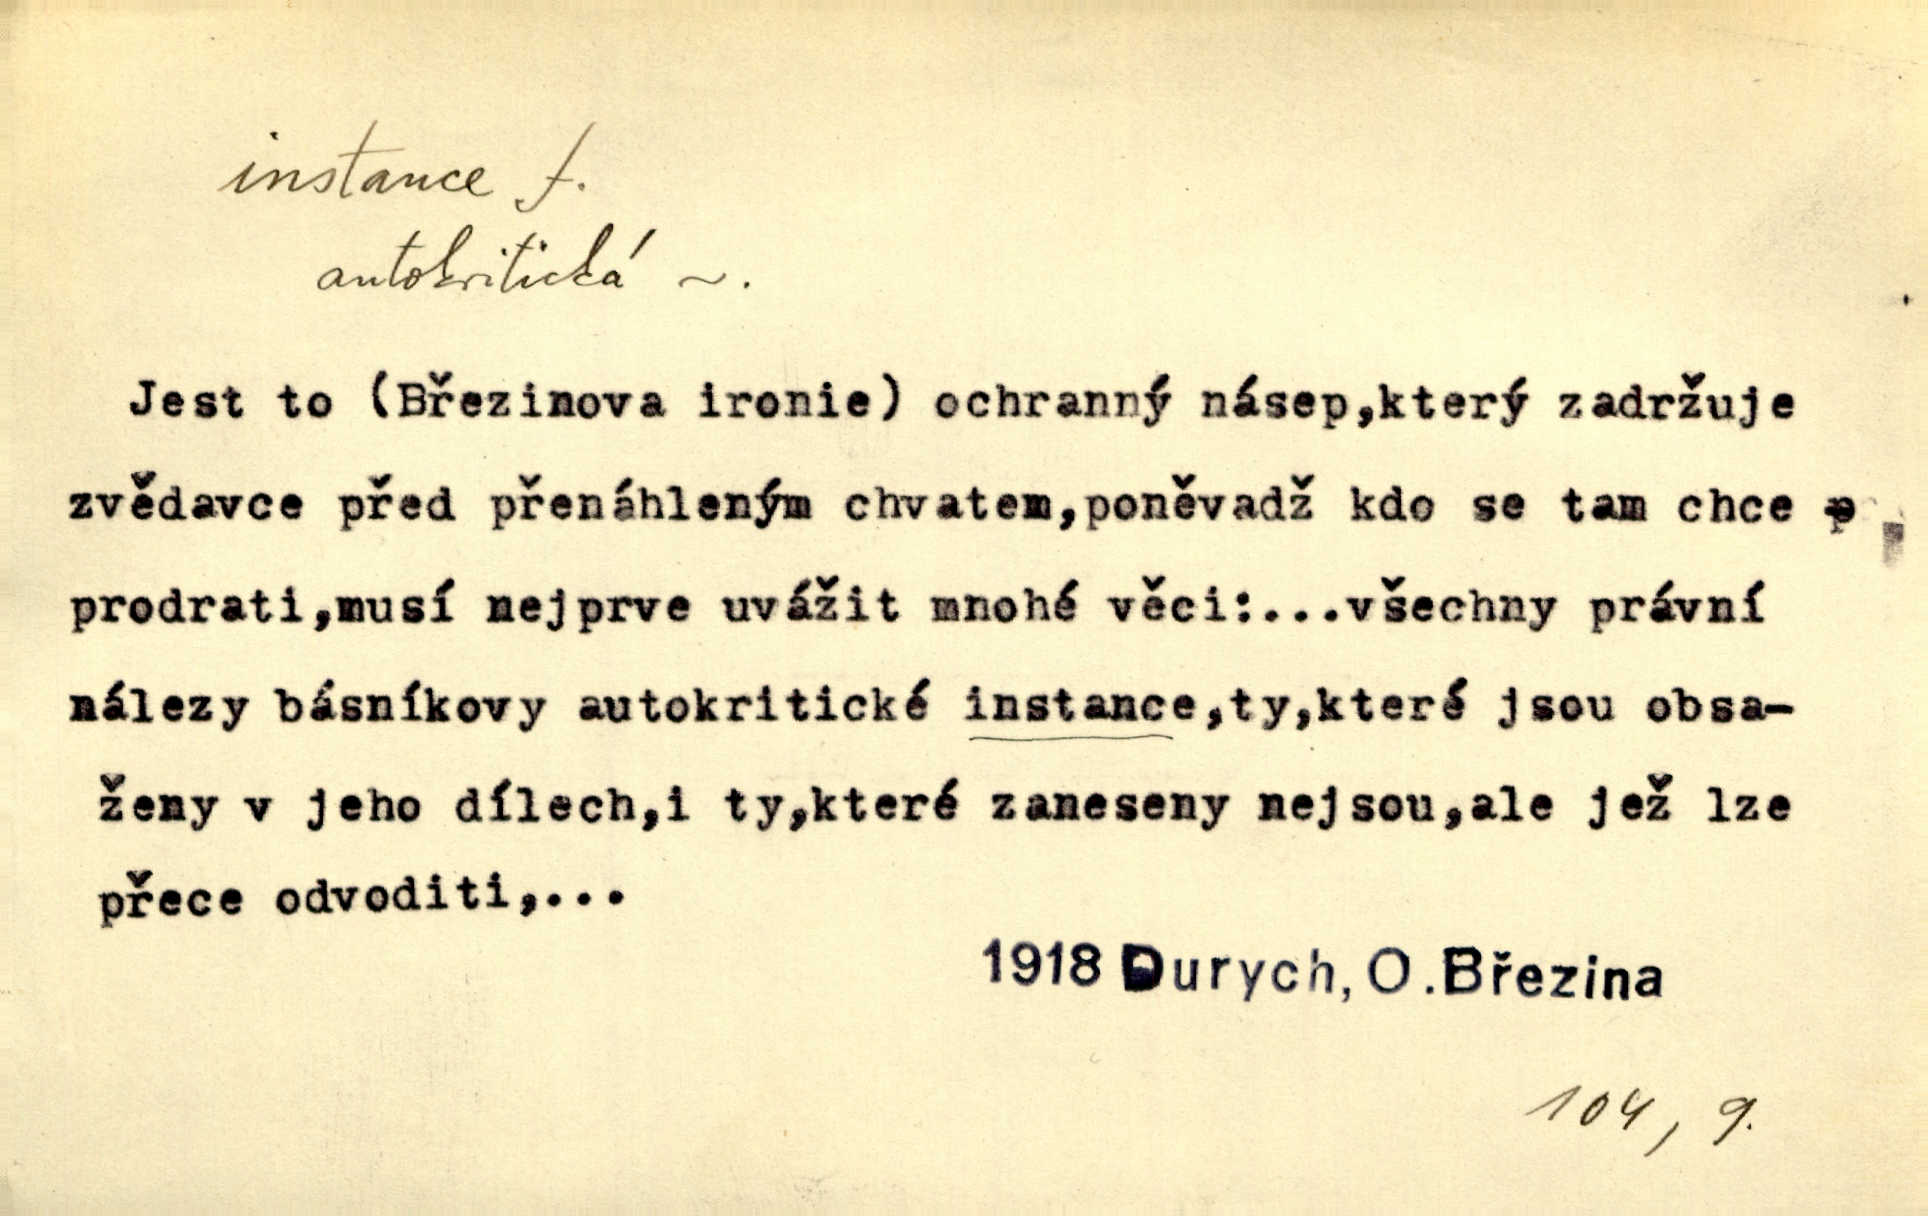 instance f.
autokritická ~.
Jest to (Březinova ironie) ochranný násep,který zadržuje
zvědavce před přenáhleným chvatem,poněvadž kdo se tam chce p
prodrati,musí nejprve uvážit mnohé věci:...všechny právní
nálezy básníkovy autokritické instance,ty,které jsou obsa-
ženy v jeho dílech,i ty,které zaneseny nejsou,ale jež lze
přece odvoditi,...
1918 Durych, O.Březina
104, 9.